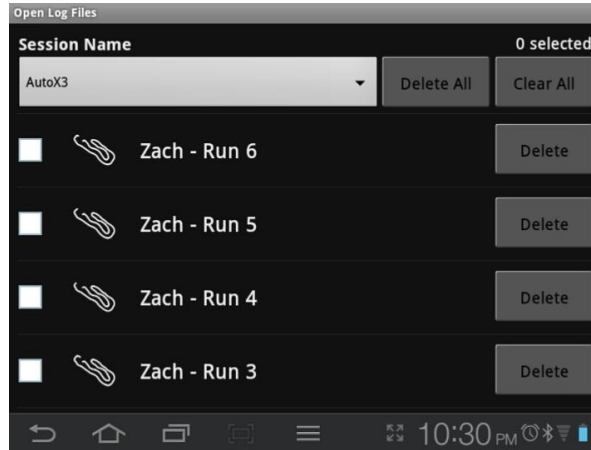 Open Log Files
Session Name 0 selected
AutoX3 Delete All Clear All
Zach - Run 6 Delete
Zach - Run 5 Delete
Zach - Run 4 Delete
Zach - Run 3 Delete
10:30 PM